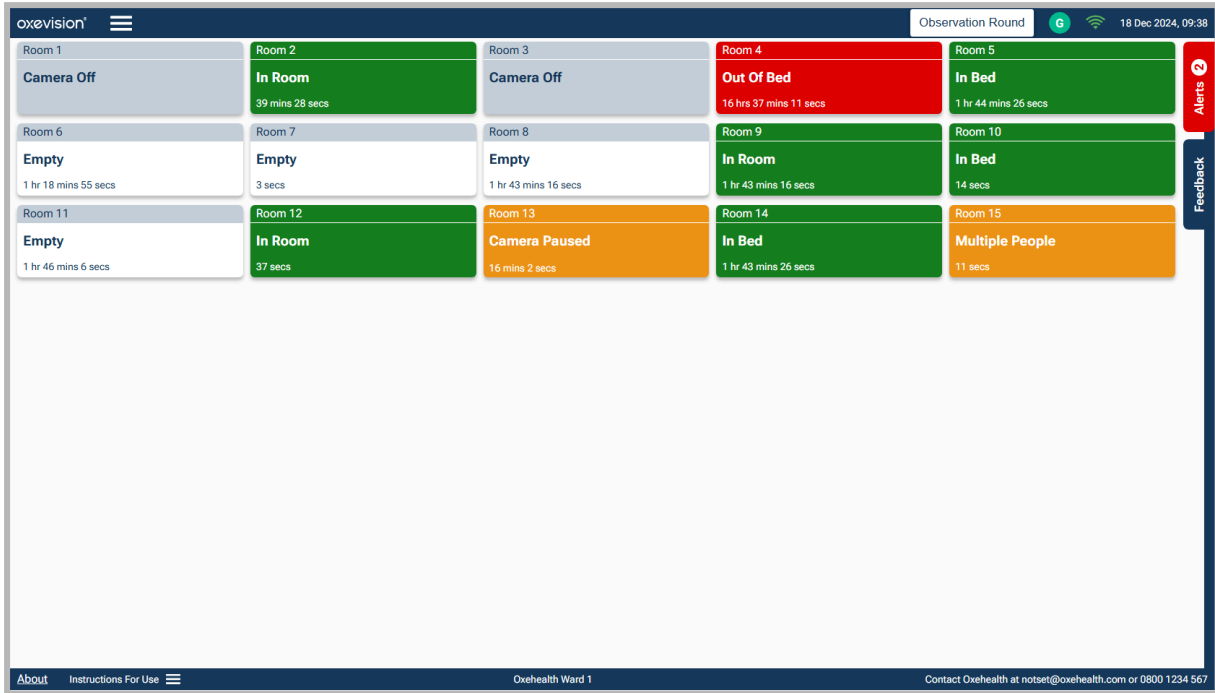 oxevision® Observation Round G 18 Dec 2024, 09:38
Room 1
Camera Off
Room 2
In Room
39 mins 28 secs
Room 3
Camera Off
Room 4
Out Of Bed
16 hrs 37 mins 11 secs
Room 5
In Bed
1 hr 44 mins 26 secs
Alerts 2
Room 6
Empty
1 hr 18 mins 55 secs
Room 7
Empty
3 secs
Room 8
Empty
1 hr 43 mins 16 secs
Room 9
In Room
1 hr 43 mins 16 secs
Room 10
In Bed
14 secs
Feedback
Room 11
Empty
1 hr 46 mins 6 secs
Room 12
In Room
37 secs
Room 13
Camera Paused
16 mins 2 secs
Room 14
In Bed
1 hr 43 mins 26 secs
Room 15
Multiple People
11 secs
About Instructions For Use Oxehealth Ward 1 Contact Oxehealth at notset@oxehealth.com or 0800 1234 567